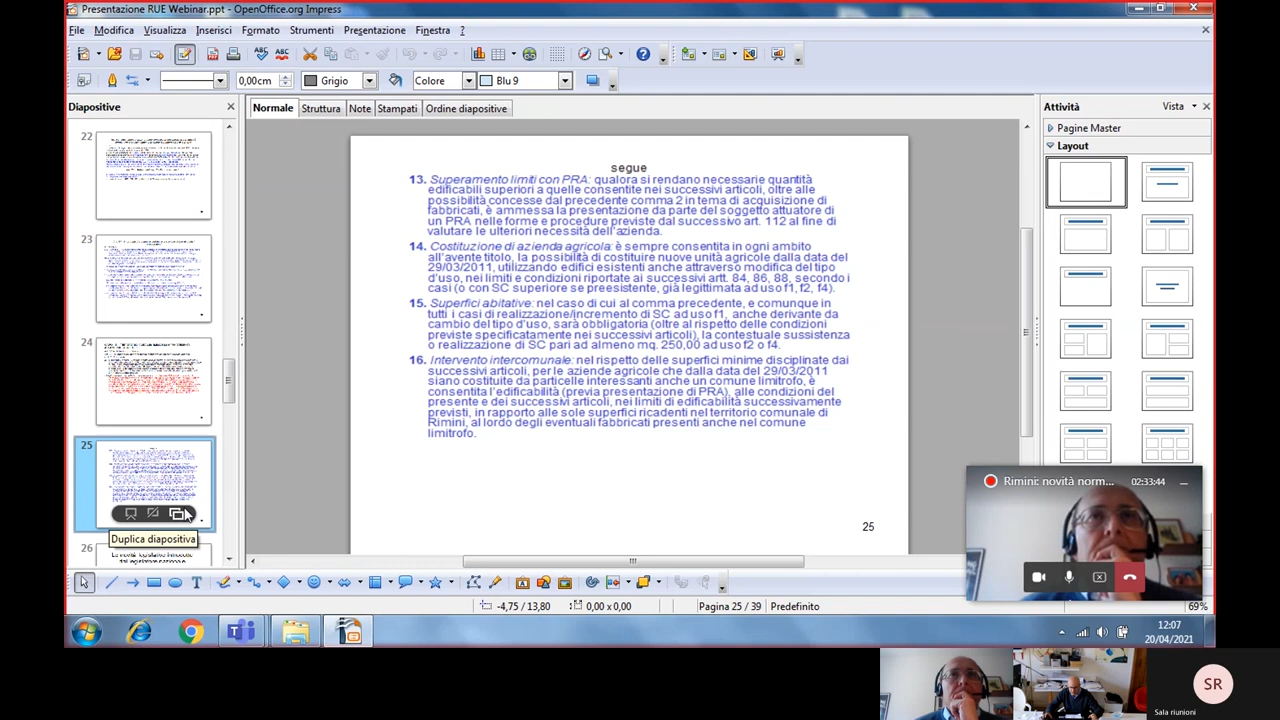 Presentazione RUE Webinar.ppt - OpenOffice.org Impress
File Modifica Visualizza Inserisci Formato Strumenti Presentazione Finestra ?
0,00cm Grigio Colore Blu 9
Diapositive
Normale Struttura Note Stampati Ordine diapositive
Attività Vista
Pagine Master
Layout
22
23
24
25
Duplica diapositiva
26
Le novità legislative introdotte
dal legislatore nazionale
segue
13. Superamento limiti con PRA: qualora si rendano necessarie quantità
edificabili superiori a quelle consentite nei successivi articoli, oltre alle
possibilità concesse dal precedente comma 2 in tema di acquisizione di
fabbricati, è ammessa la presentazione da parte del soggetto attuatore di
un PRA nelle forme e procedure previste dal successivo art. 112 al fine di
valutare le ulteriori necessità dell'azienda.
14. Costituzione di azienda agricola: è sempre consentita in ogni ambito
all'avente titolo, la possibilità di costituire nuove unità agricole dalla data del
29/03/2011, utilizzando edifici esistenti anche attraverso modifica del tipo
d'uso, nei limiti e condizioni riportate ai successivi artt. 84, 86, 88, secondo i
casi (o con SC superiore se preesistente, già legittimata ad uso f1, f2, f4).
15. Superfici abitative: nel caso di cui al comma precedente, e comunque in
tutti i casi di realizzazione/incremento di SC ad uso f1, anche derivante da
cambio del tipo d'uso, sarà obbligatoria (oltre al rispetto delle condizioni
previste specificatamente nei successivi articoli), la contestuale sussistenza
o realizzazione di SC pari ad almeno mq. 250,00 ad uso f2 o f4.
16. Intervento intercomunale: nel rispetto delle superfici minime disciplinate dai
successivi articoli, per le aziende agricole che dalla data del 29/03/2011
siano costituite da particelle interessanti anche un comune limitrofo, è
consentita l'edificabilità (previa presentazione di PRA), alle condizioni del
presente e dei successivi articoli, nei limiti di edificabilità successivamente
previsti, in rapporto alle sole superfici ricadenti nel territorio comunale di
Rimini, al lordo degli eventuali fabbricati presenti anche nel comune
limitrofo.
25
Rimini: novità norm... 02:33:44
-4,75 / 13,80 0,00 x 0,00 Pagina 25 / 39 Predefinito 69%
12:07
20/04/2021
SR
Sala riunioni